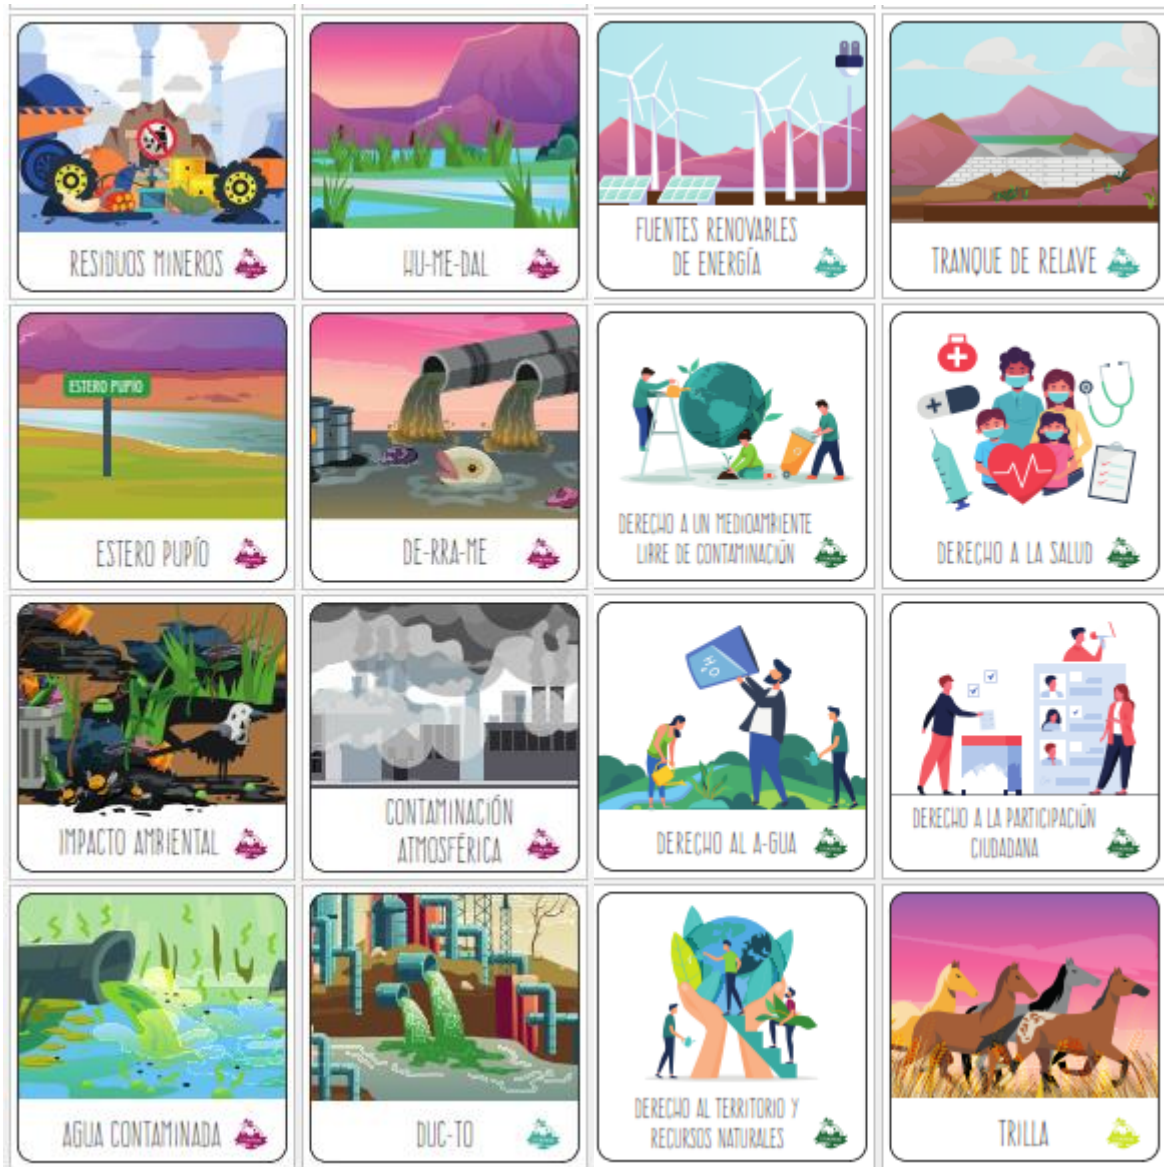 RESIDUOS MINEROS
HU-ME-DAL
FUENTES RENOVABLES
DE ENERGÍA
TRANQUE DE RELAVE
ESTERO PUPÍO
ESTERO PUPÍO
DE-RRA-ME
DERECHO A UN MEDIOAMBIENTE
LIBRE DE CONTAMINACIÓN
DERECHO A LA SALUD
IMPACTO AMBIENTAL
CONTAMINACIÓN
ATMOSFÉRICA
H2O
DERECHO AL A-GUA
DERECHO A LA PARTICIPACIÓN
CIUDADANA
AGUA CONTAMINADA
DUC-TO
DERECHO AL TERRITORIO Y
RECURSOS NATURALES
TRILLA